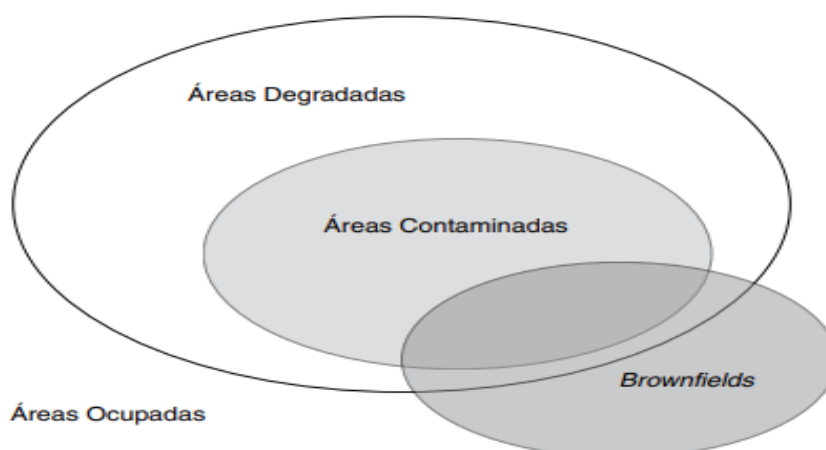 Áreas Degradadas
Áreas Contaminadas
Brownfields
Áreas Ocupadas